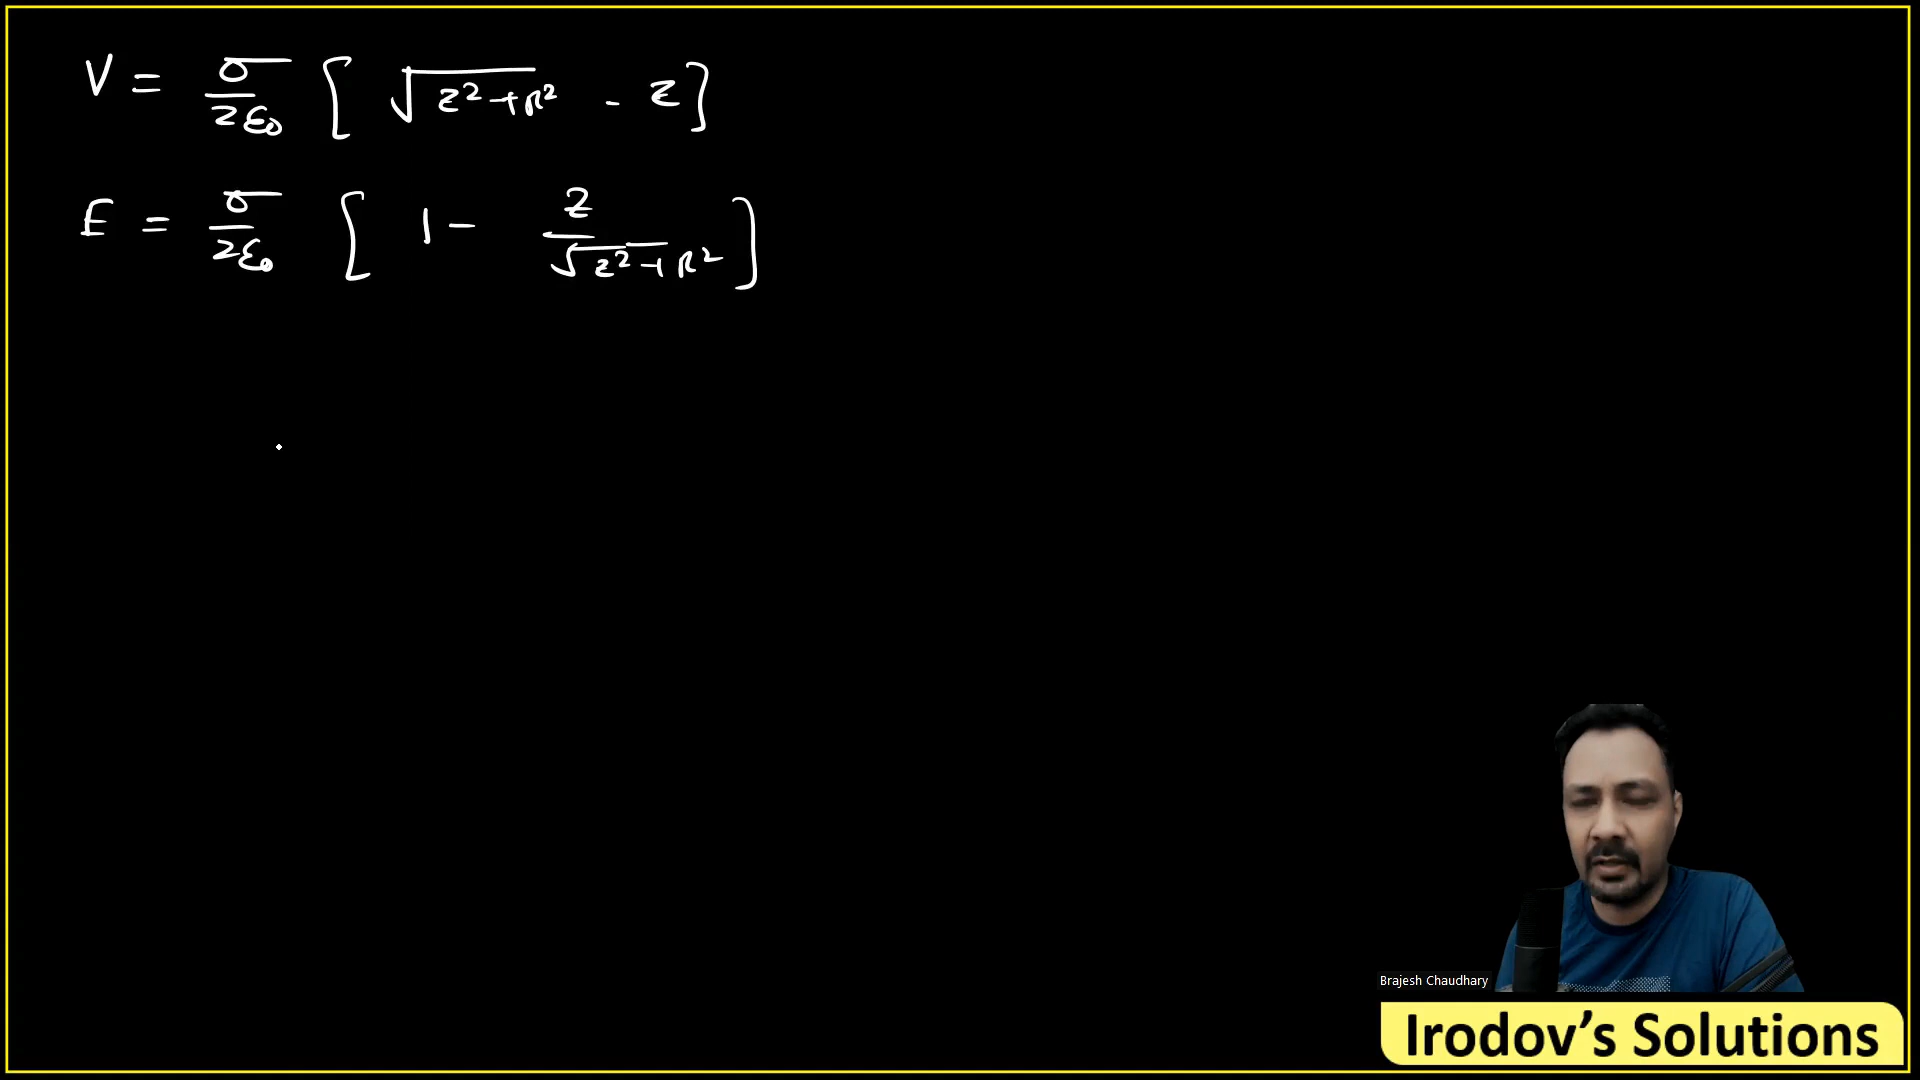 V = σ/2ε₀ [ √z²+R² - z ]
E = σ/2ε₀ [ 1 - z/√z²+R² ]
Brajesh Chaudhary
Irodov’s Solutions